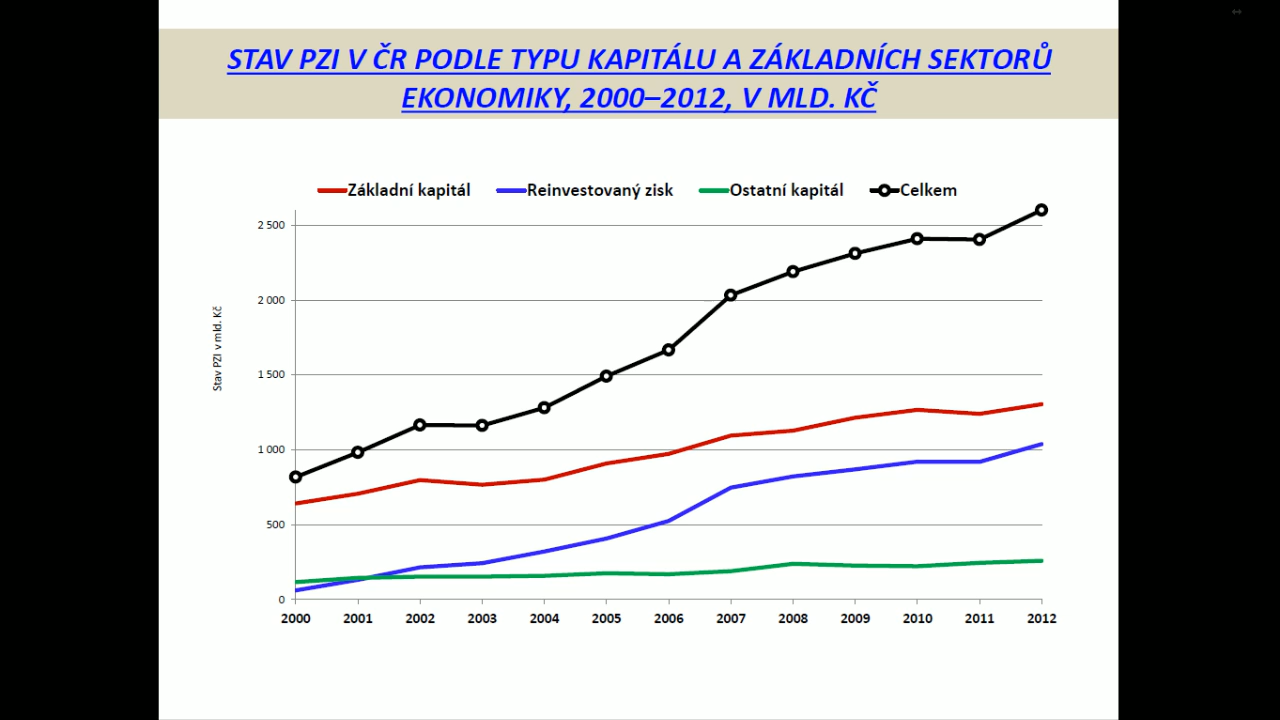 STAV PZI V ČR PODLE TYPU KAPITÁLU A ZÁKLADNÍCH SEKTORŮ
EKONOMIKY, 2000–2012, V MLD. KČ
Základní kapitál Reinvestovaný zisk Ostatní kapitál Celkem
2 500
2 000
1 500
1 000
500
0
Stav PZI v mld. Kč
2000 2001 2002 2003 2004 2005 2006 2007 2008 2009 2010 2011 2012